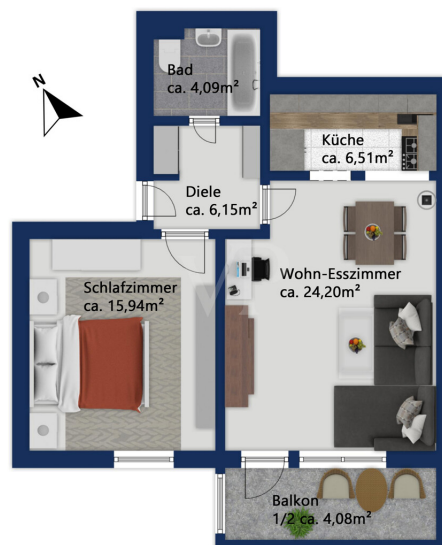 N
Bad
ca. 4,09m²
Küche
ca. 6,51m²
Diele
ca. 6,15m²
Schlafzimmer
ca. 15,94m²
Wohn-Esszimmer
ca. 24,20m²
Balkon
1/2 ca. 4,08m²